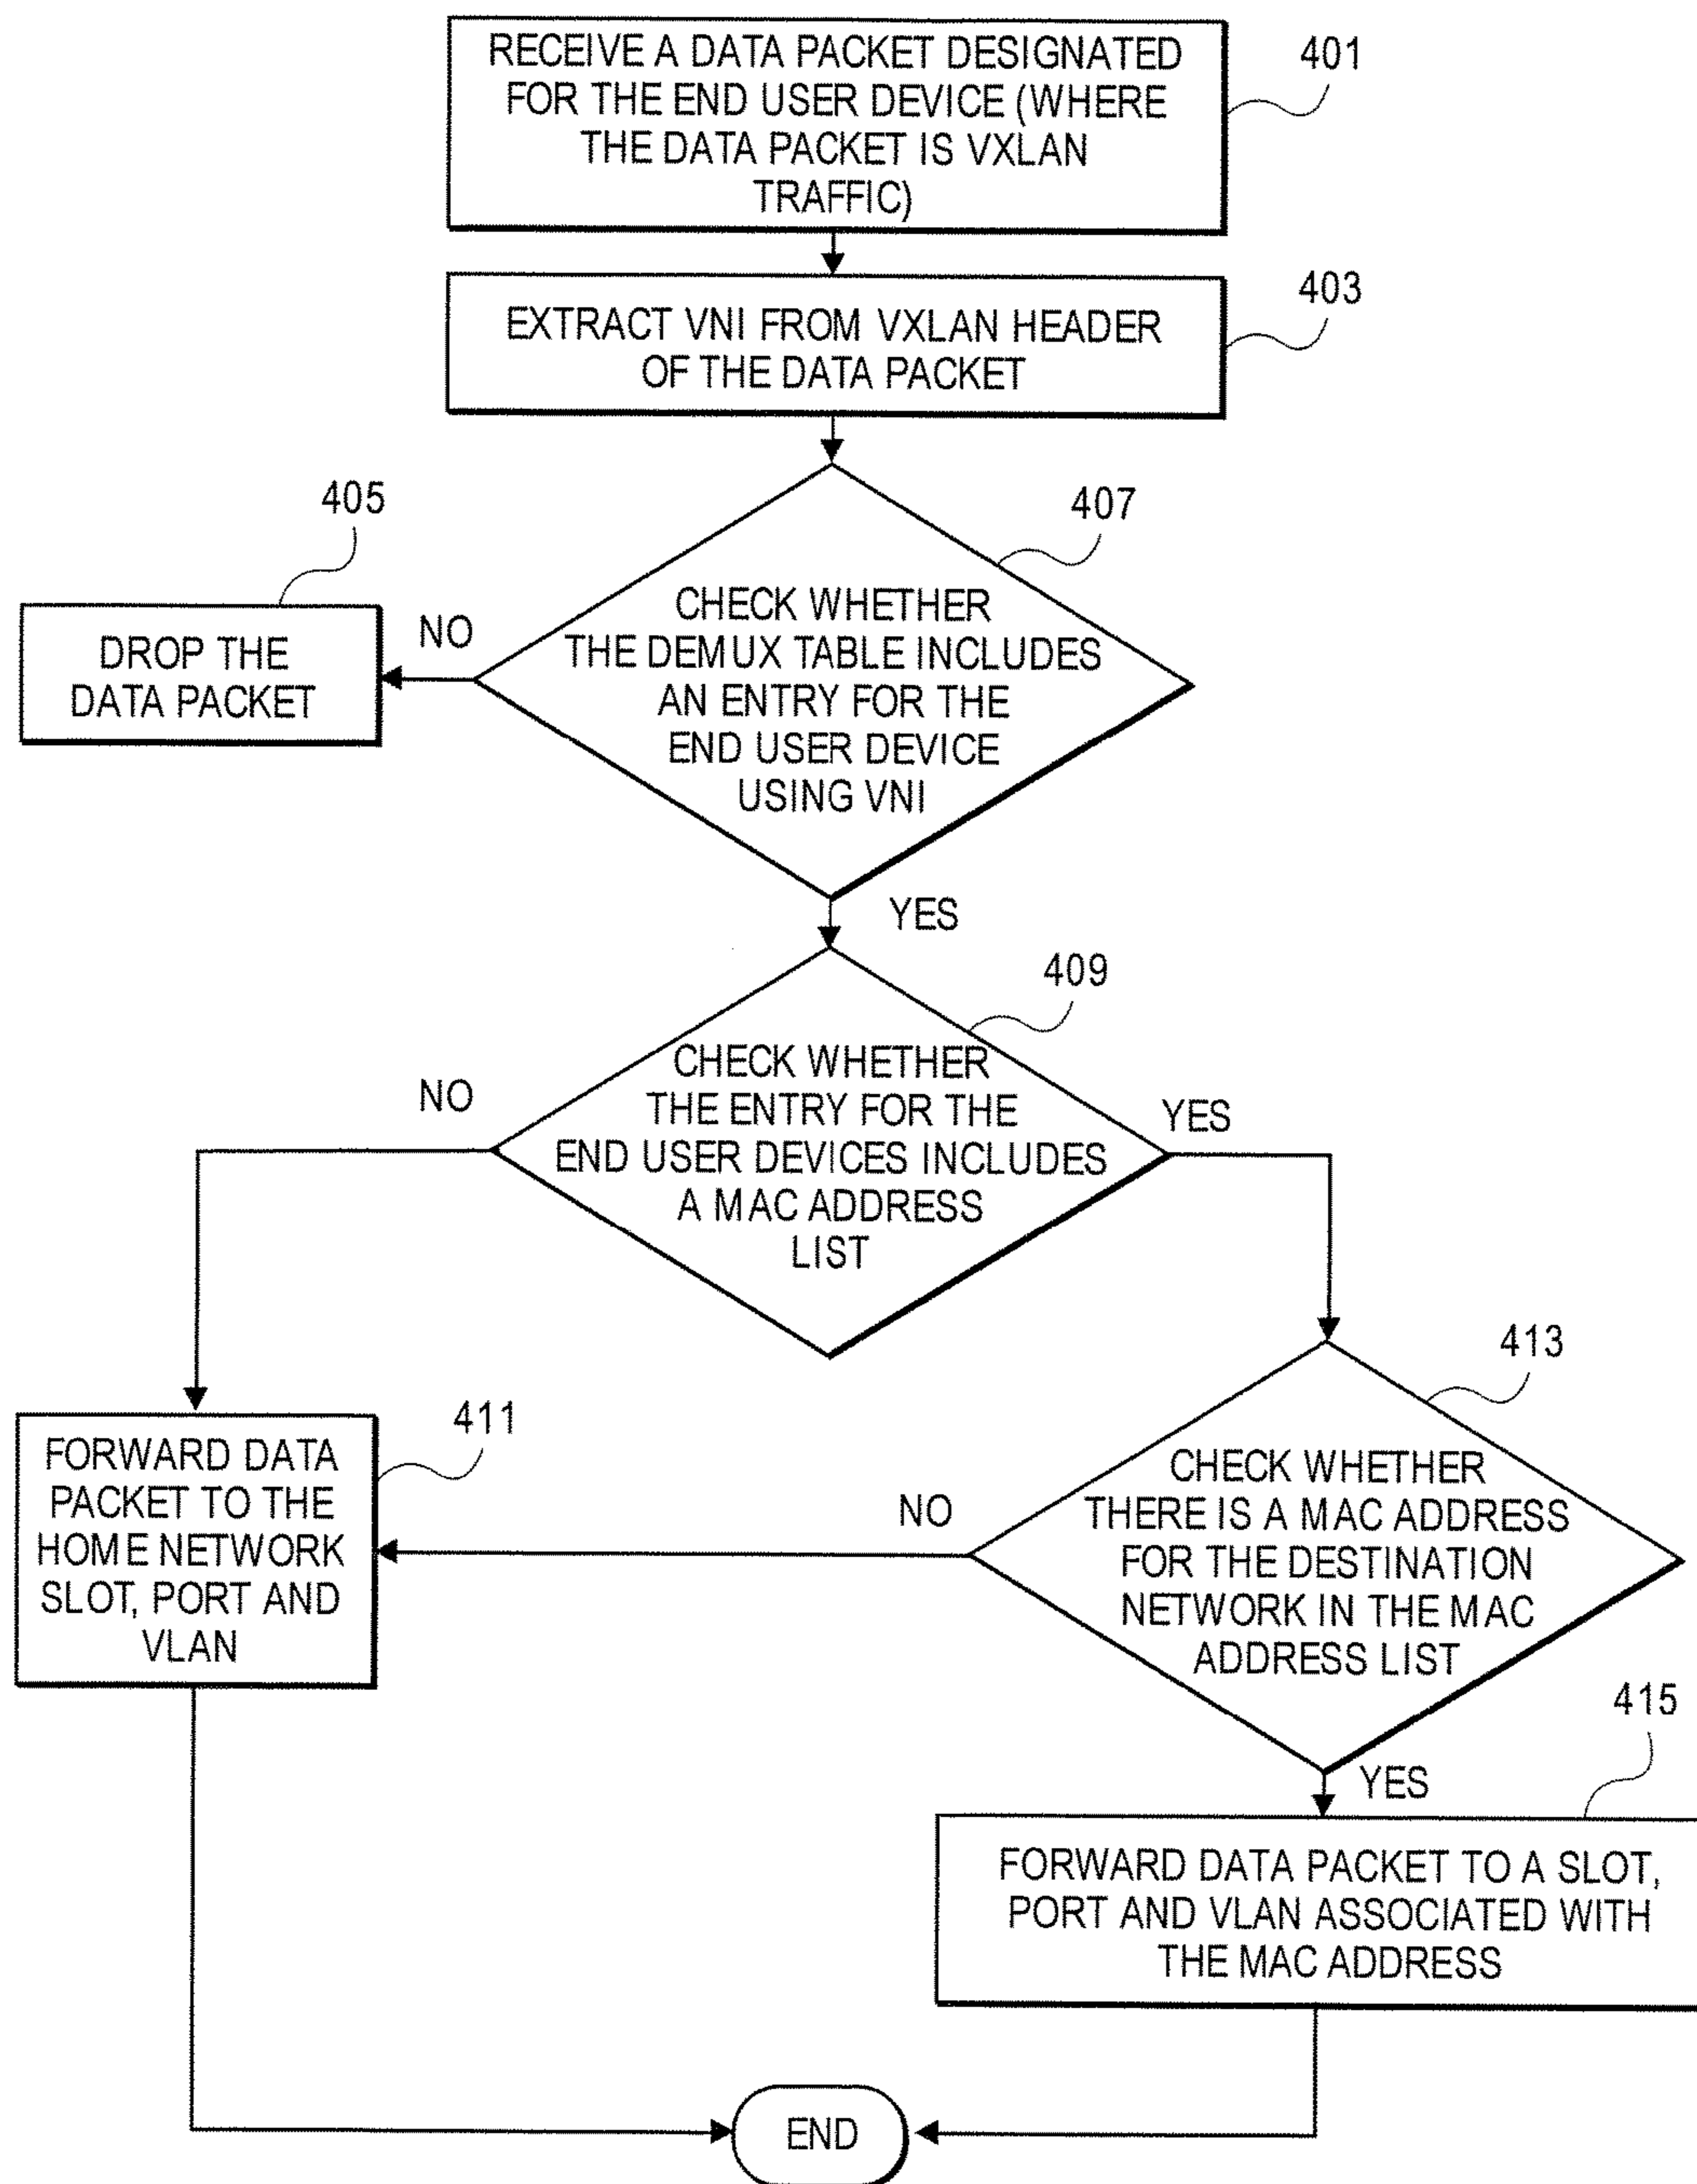 RECEIVE A DATA PACKET DESIGNATED
FOR THE END USER DEVICE (WHERE
THE DATA PACKET IS VXLAN
TRAFFIC)
401
EXTRACT VNI FROM VXLAN HEADER
OF THE DATA PACKET
403
405
407
DROP THE
DATA PACKET
NO
CHECK WHETHER
THE DEMUX TABLE INCLUDES
AN ENTRY FOR THE
END USER DEVICE
USING VNI
YES
409
CHECK WHETHER
THE ENTRY FOR THE
END USER DEVICES INCLUDES
A MAC ADDRESS
LIST
NO
YES
411
FORWARD DATA
PACKET TO THE
HOME NETWORK
SLOT, PORT AND
VLAN
413
CHECK WHETHER
THERE IS A MAC ADDRESS
FOR THE DESTINATION
NETWORK IN THE MAC
ADDRESS LIST
NO
YES
415
FORWARD DATA PACKET TO A SLOT,
PORT AND VLAN ASSOCIATED WITH
THE MAC ADDRESS
END